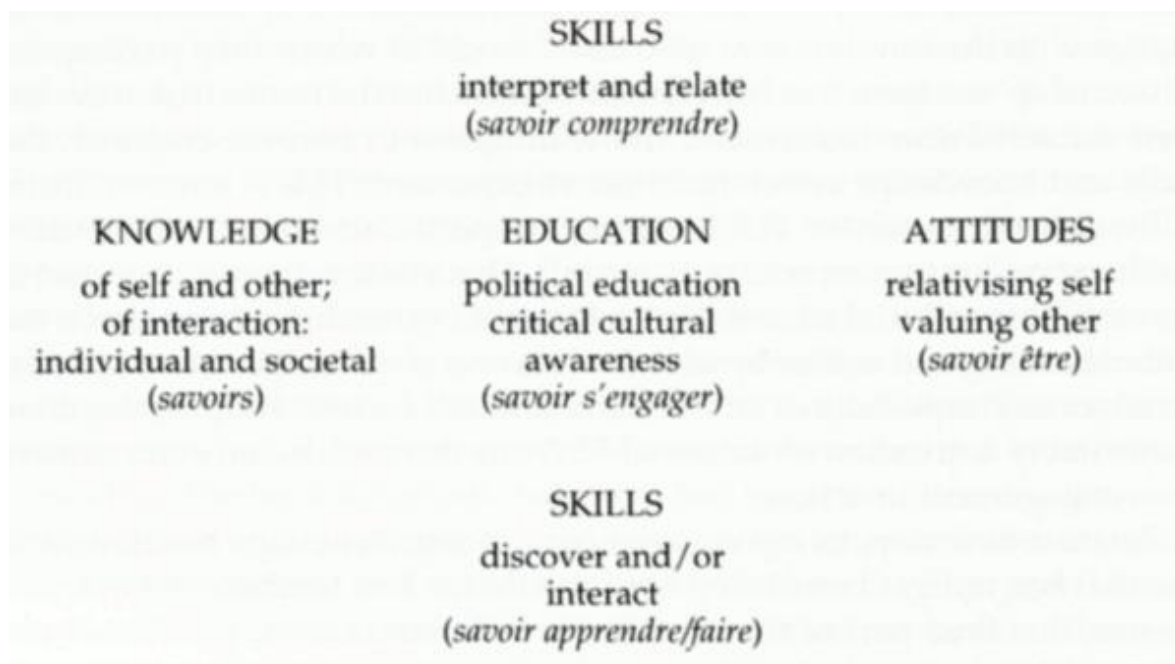 SKILLS
interpret and relate
(savoir comprendre)
KNOWLEDGE
of self and other;
of interaction:
individual and societal
(savoirs)
EDUCATION
political education
critical cultural
awareness
(savoir s'engager)
ATTITUDES
relativising self
valuing other
(savoir être)
SKILLS
discover and/or
interact
(savoir apprendre/faire)